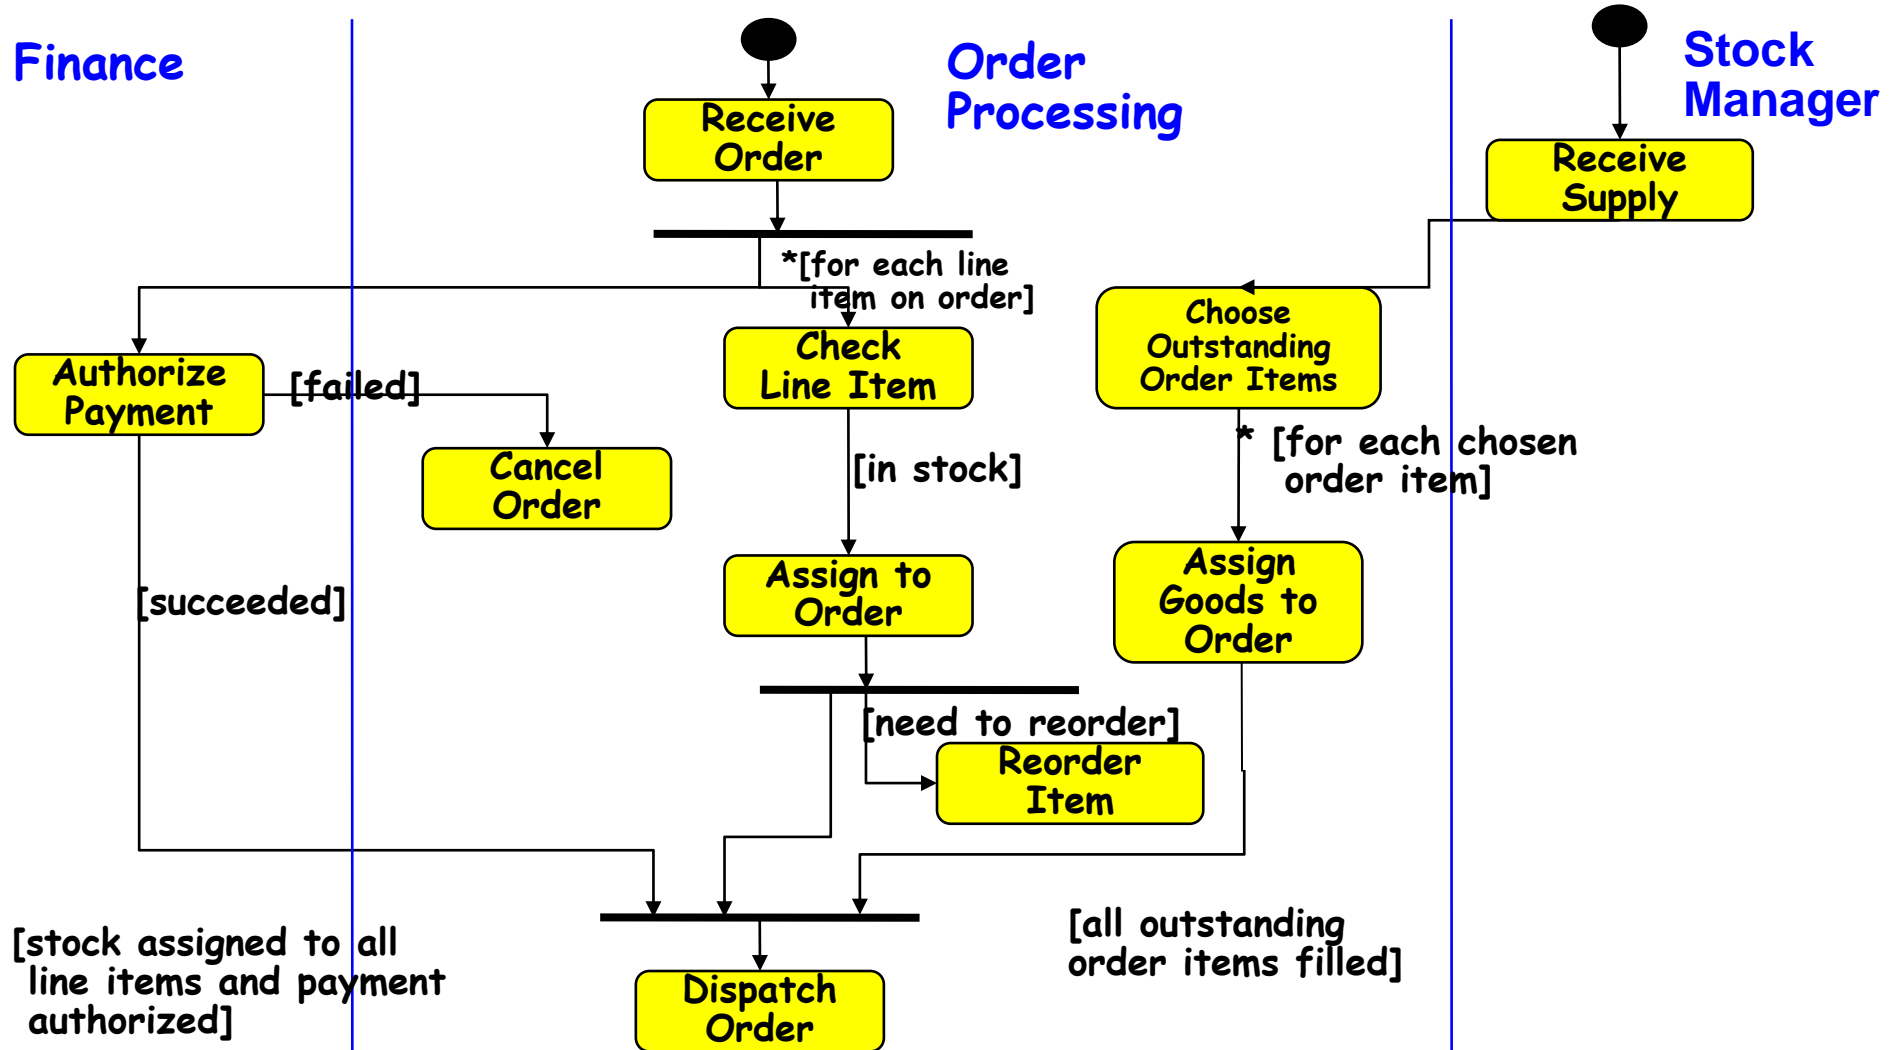 Finance
Order
Processing
Stock
Manager
Receive
Order
Receive
Supply
*[for each line
item on order]
Choose
Outstanding
Order Items
Check
Line Item
Authorize
Payment
[failed]
* [for each chosen
order item]
Cancel
Order
[in stock]
Assign to
Order
Assign
Goods to
Order
[succeeded]
[need to reorder]
Reorder
Item
[stock assigned to all
line items and payment
authorized]
[all outstanding
order items filled]
Dispatch
Order